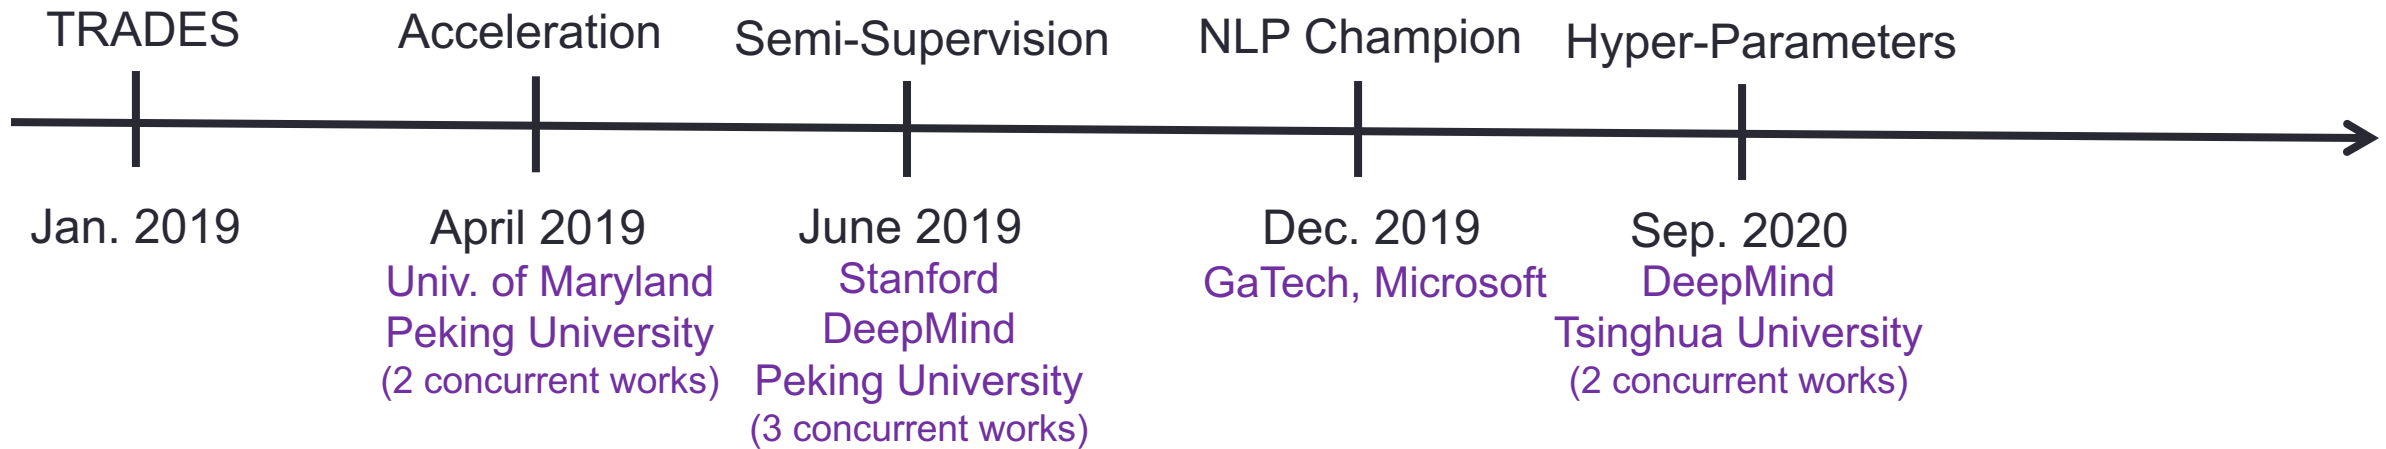 TRADES
Acceleration
Semi-Supervision
NLP Champion
Hyper-Parameters
Jan. 2019
April 2019
Univ. of Maryland
Peking University
(2 concurrent works)
June 2019
Stanford
DeepMind
Peking University
(3 concurrent works)
Dec. 2019
GaTech, Microsoft
Sep. 2020
DeepMind
Tsinghua University
(2 concurrent works)